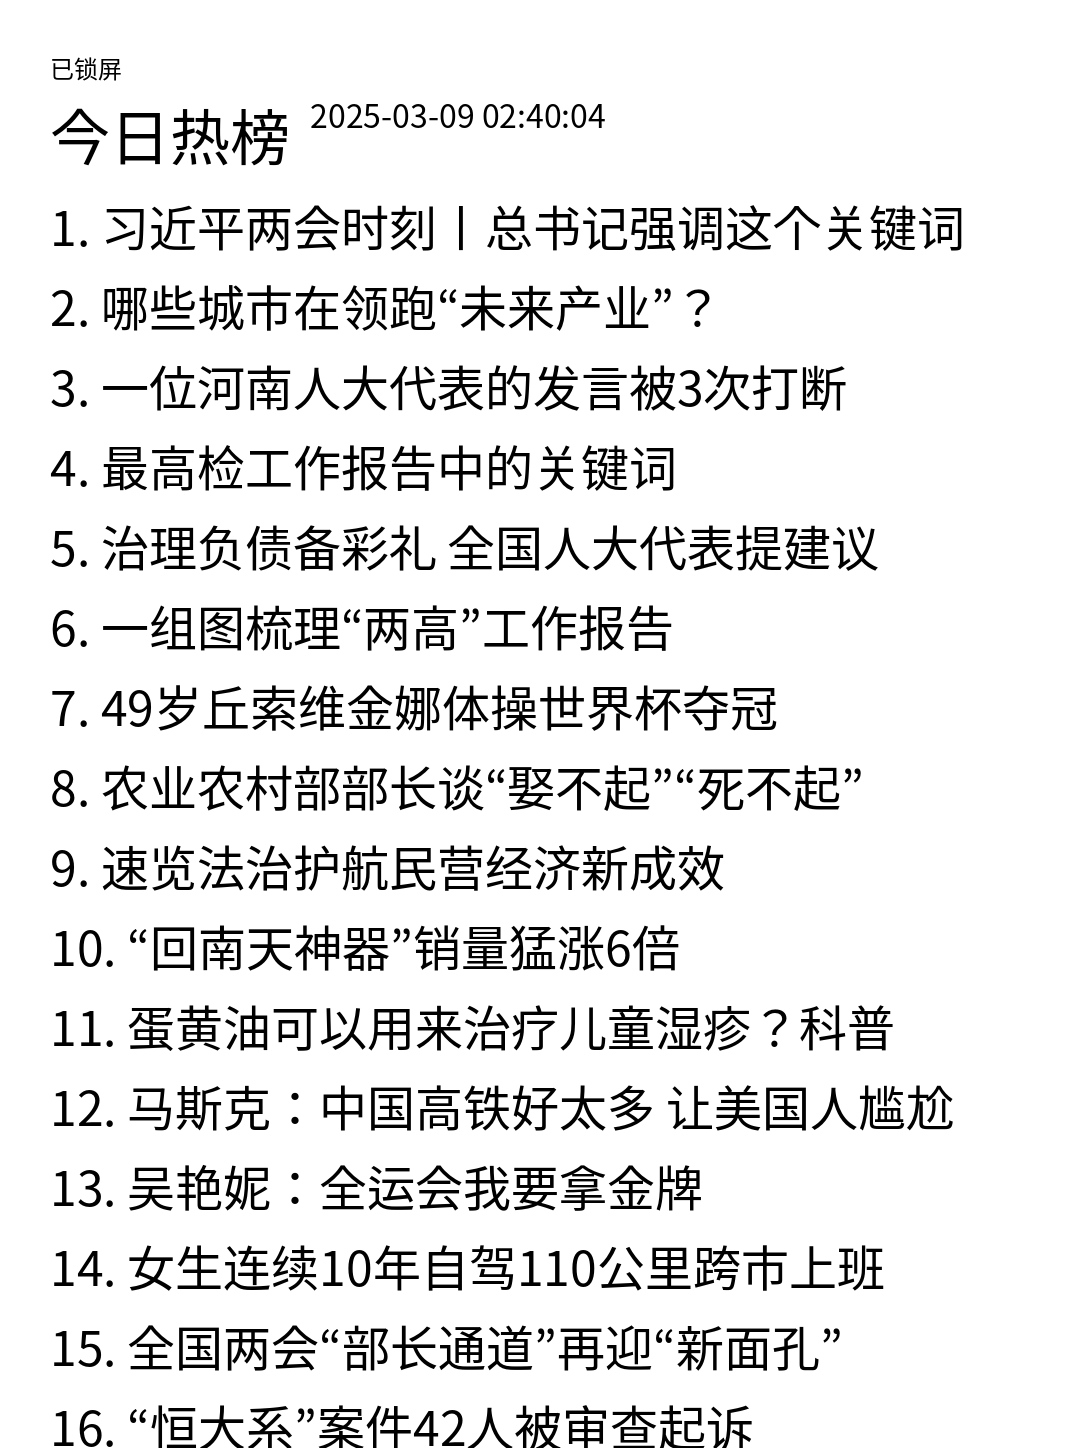 已锁屏
今日热榜 2025-03-09 02:40:04
1. 习近平两会时刻丨总书记强调这个关键词
2. 哪些城市在领跑“未来产业”？
3. 一位河南人大代表的发言被3次打断
4. 最高检工作报告中的关键词
5. 治理负债备彩礼 全国人大代表提建议
6. 一组图梳理“两高”工作报告
7. 49岁丘索维金娜体操世界杯夺冠
8. 农业农村部部长谈“娶不起”“死不起”
9. 速览法治护航民营经济新成效
10. “回南天神器”销量猛涨6倍
11. 蛋黄油可以用来治疗儿童湿疹？科普
12. 马斯克：中国高铁好太多 让美国人尴尬
13. 吴艳妮：全运会我要拿金牌
14. 女生连续10年自驾110公里跨市上班
15. 全国两会“部长通道”再迎“新面孔”
16. “恒大系”案件42人被审查起诉